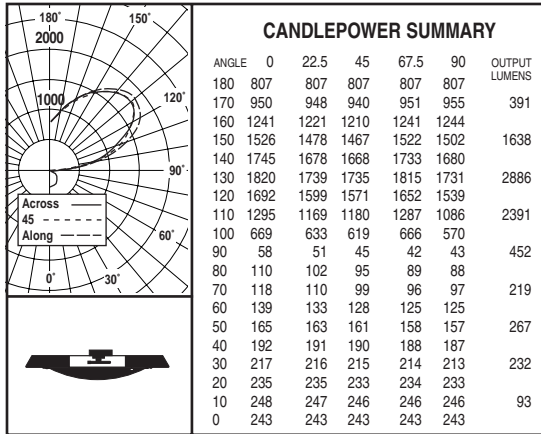 180° 150°
2000
1000
120°
90°
60°
30°
0°
Across
45
Along
CANDLEPOWER SUMMARY
ANGLE 0 22.5 45 67.5 90 OUTPUT
LUMENS
180 807 807 807 807 807
170 950 948 940 951 955 391
160 1241 1221 1210 1241 1244
150 1526 1478 1467 1522 1502 1638
140 1745 1678 1668 1733 1680
130 1820 1739 1735 1815 1731 2886
120 1692 1599 1571 1652 1539
110 1295 1169 1180 1287 1086 2391
100 669 633 619 666 570
90 58 51 45 42 43 452
80 110 102 95 89 88
70 118 110 99 96 97 219
60 139 133 128 125 125
50 165 163 161 158 157 267
40 192 191 190 188 187
30 217 216 215 214 213 232
20 235 235 233 234 233
10 248 247 246 246 246 93
0 243 243 243 243 243